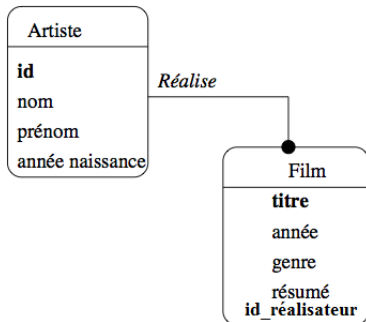 Artiste
id
nom
prénom
année naissance
Réalise
Film
titre
année
genre
résumé
id_réalisateur